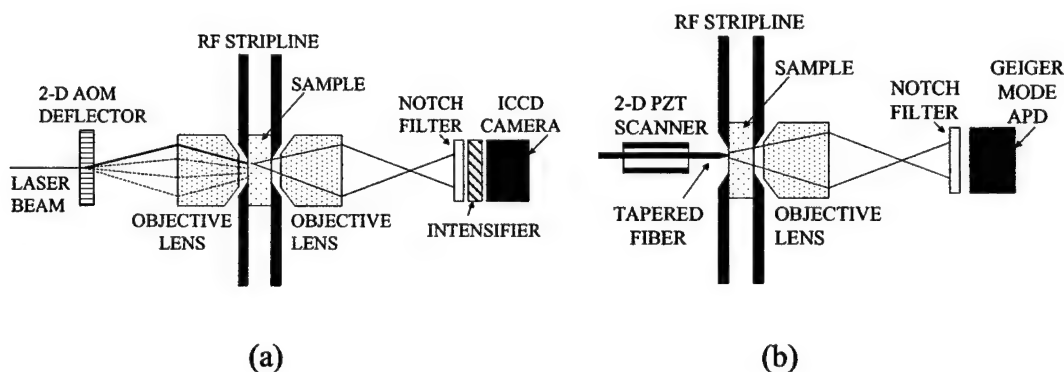 RF STRIPLINE
SAMPLE
2-D AOM
DEFLECTOR
NOTCH
FILTER
ICCD
CAMERA
LASER
BEAM
OBJECTIVE
LENS
OBJECTIVE
LENS
INTENSIFIER
(a)
RF STRIPLINE
SAMPLE
2-D PZT
SCANNER
NOTCH
FILTER
GEIGER
MODE
APD
TAPERED
FIBER
OBJECTIVE
LENS
(b)